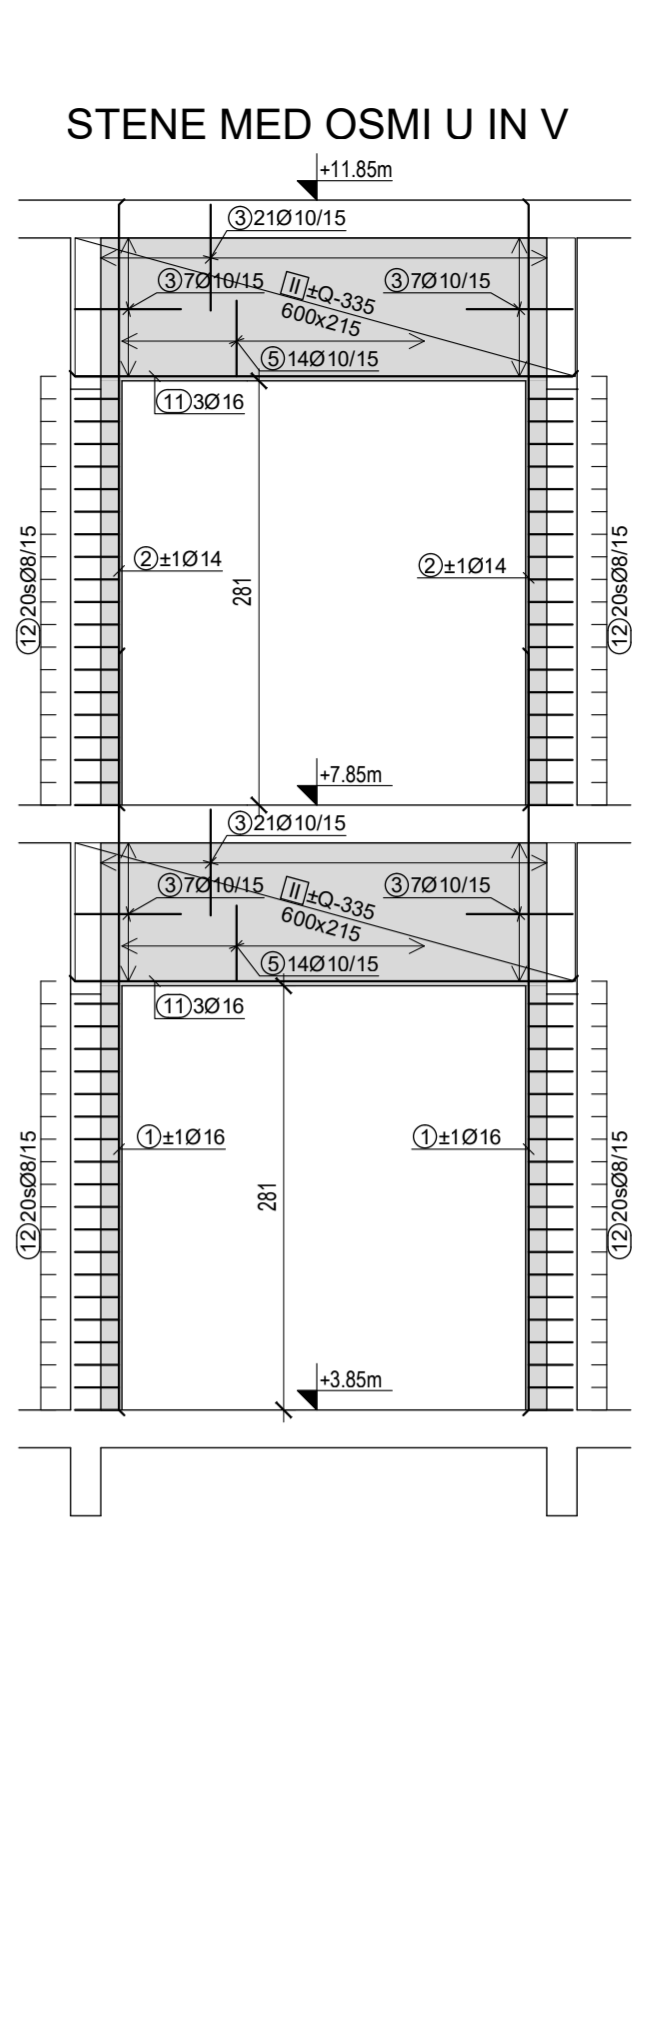 STENE MED OSMI U IN V
+11.85m
③21Ø10/15
③7Ø10/15
II ±Q-335
600x215
③7Ø10/15
⑤14Ø10/15
⑪3Ø16
②±1Ø14
②±1Ø14
281
⑫20sØ8/15
⑫20sØ8/15
+7.85m
③21Ø10/15
③7Ø10/15
II ±Q-335
600x215
③7Ø10/15
⑤14Ø10/15
⑪3Ø16
①±1Ø16
①±1Ø16
281
⑫20sØ8/15
⑫20sØ8/15
+3.85m